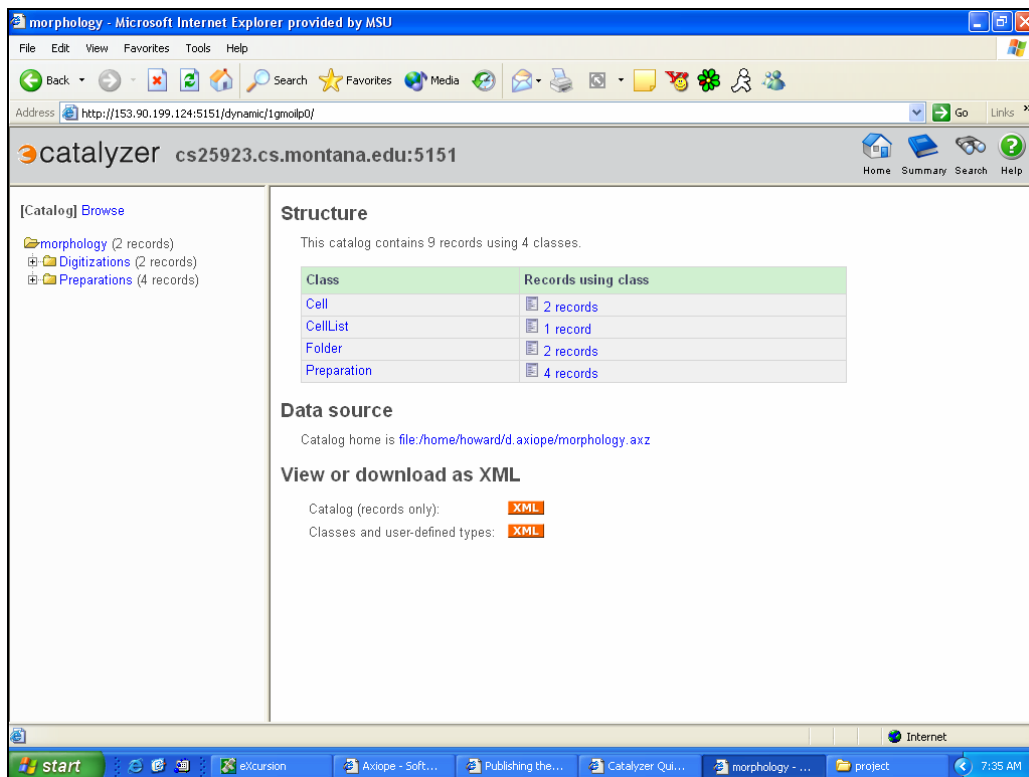 morphology - Microsoft Internet Explorer provided by MSU
File Edit View Favorites Tools Help
Back Search Favorites Media
Address http://153.90.199.124:5151/dynamic/1gmoilp0/ Go Links »
catalyzer cs25923.cs.montana.edu:5151
Home Summary Search Help
[Catalog] Browse
morphology (2 records)
Digitizations (2 records)
Preparations (4 records)
Structure
This catalog contains 9 records using 4 classes.
Class Records using class
Cell 2 records
CellList 1 record
Folder 2 records
Preparation 4 records
Data source
Catalog home is file:/home/howard/d.axiope/morphology.axz
View or download as XML
Catalog (records only): XML
Classes and user-defined types: XML
Internet
start eXcursion Axiope - Soft... Publishing the... Catalyzer Qui... morphology - ... project 7:35 AM